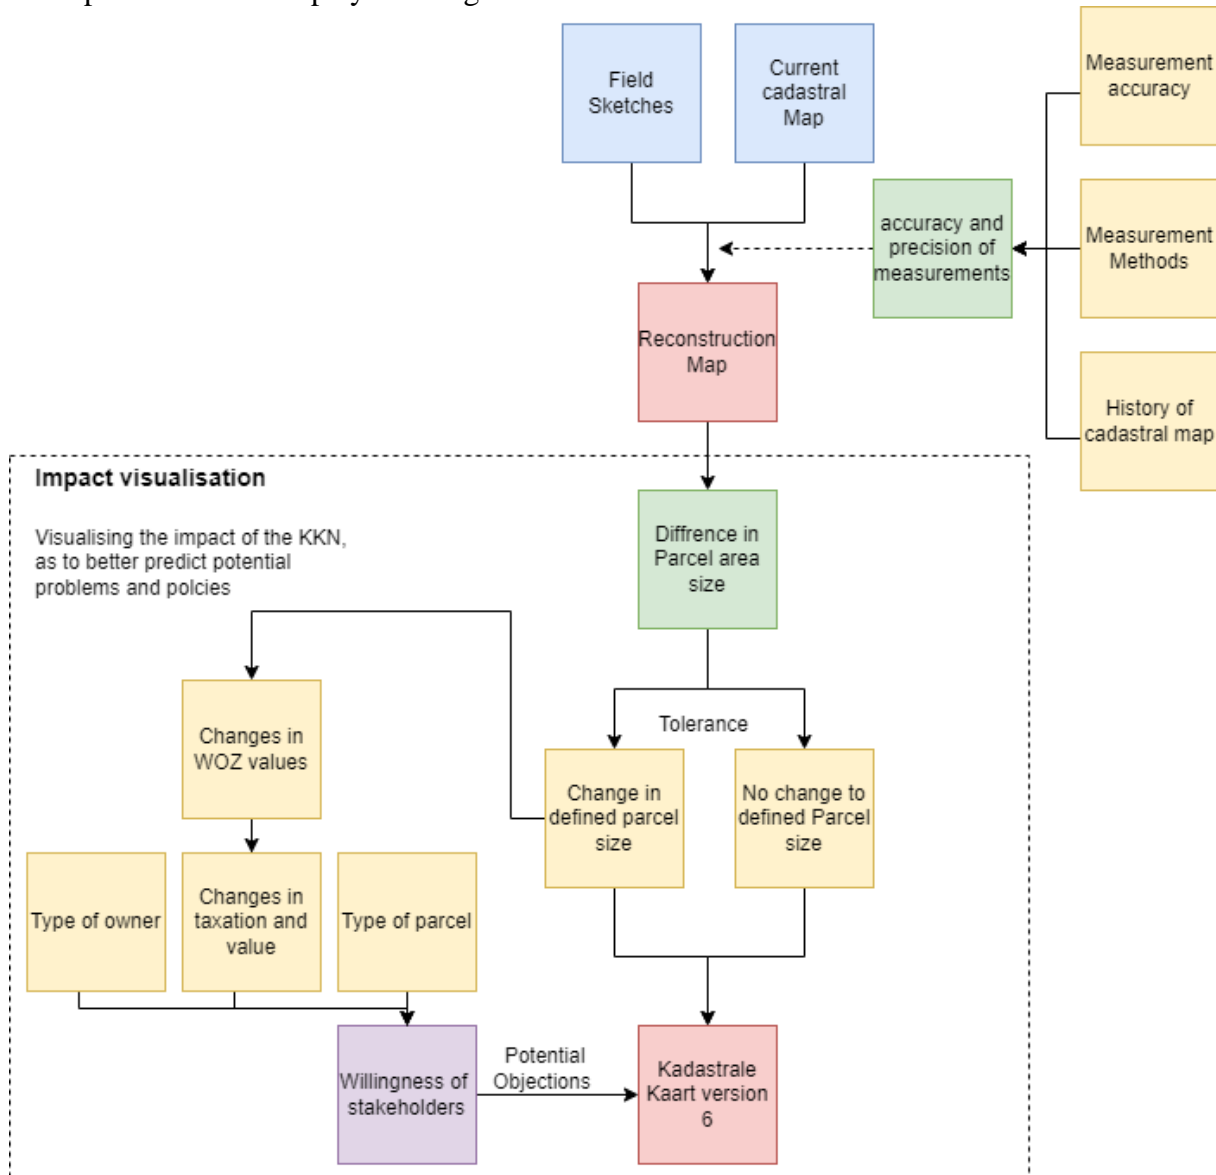 Field
Sketches
Current
cadastral
Map
Measurement
accuracy
accuracy and
precision of
measurements
Measurement
Methods
Reconstruction
Map
History of
cadastral map
Impact visualisation
Visualising the impact of the KKN,
as to better predict potential
problems and polcies
Diffrence in
Parcel area
size
Tolerance
Changes in
WOZ values
Change in
defined parcel
size
No change to
defined Parcel
size
Type of owner
Changes in
taxation and
value
Type of parcel
Willingness of
stakeholders
Potential
Objections
Kadastrale
Kaart version
6